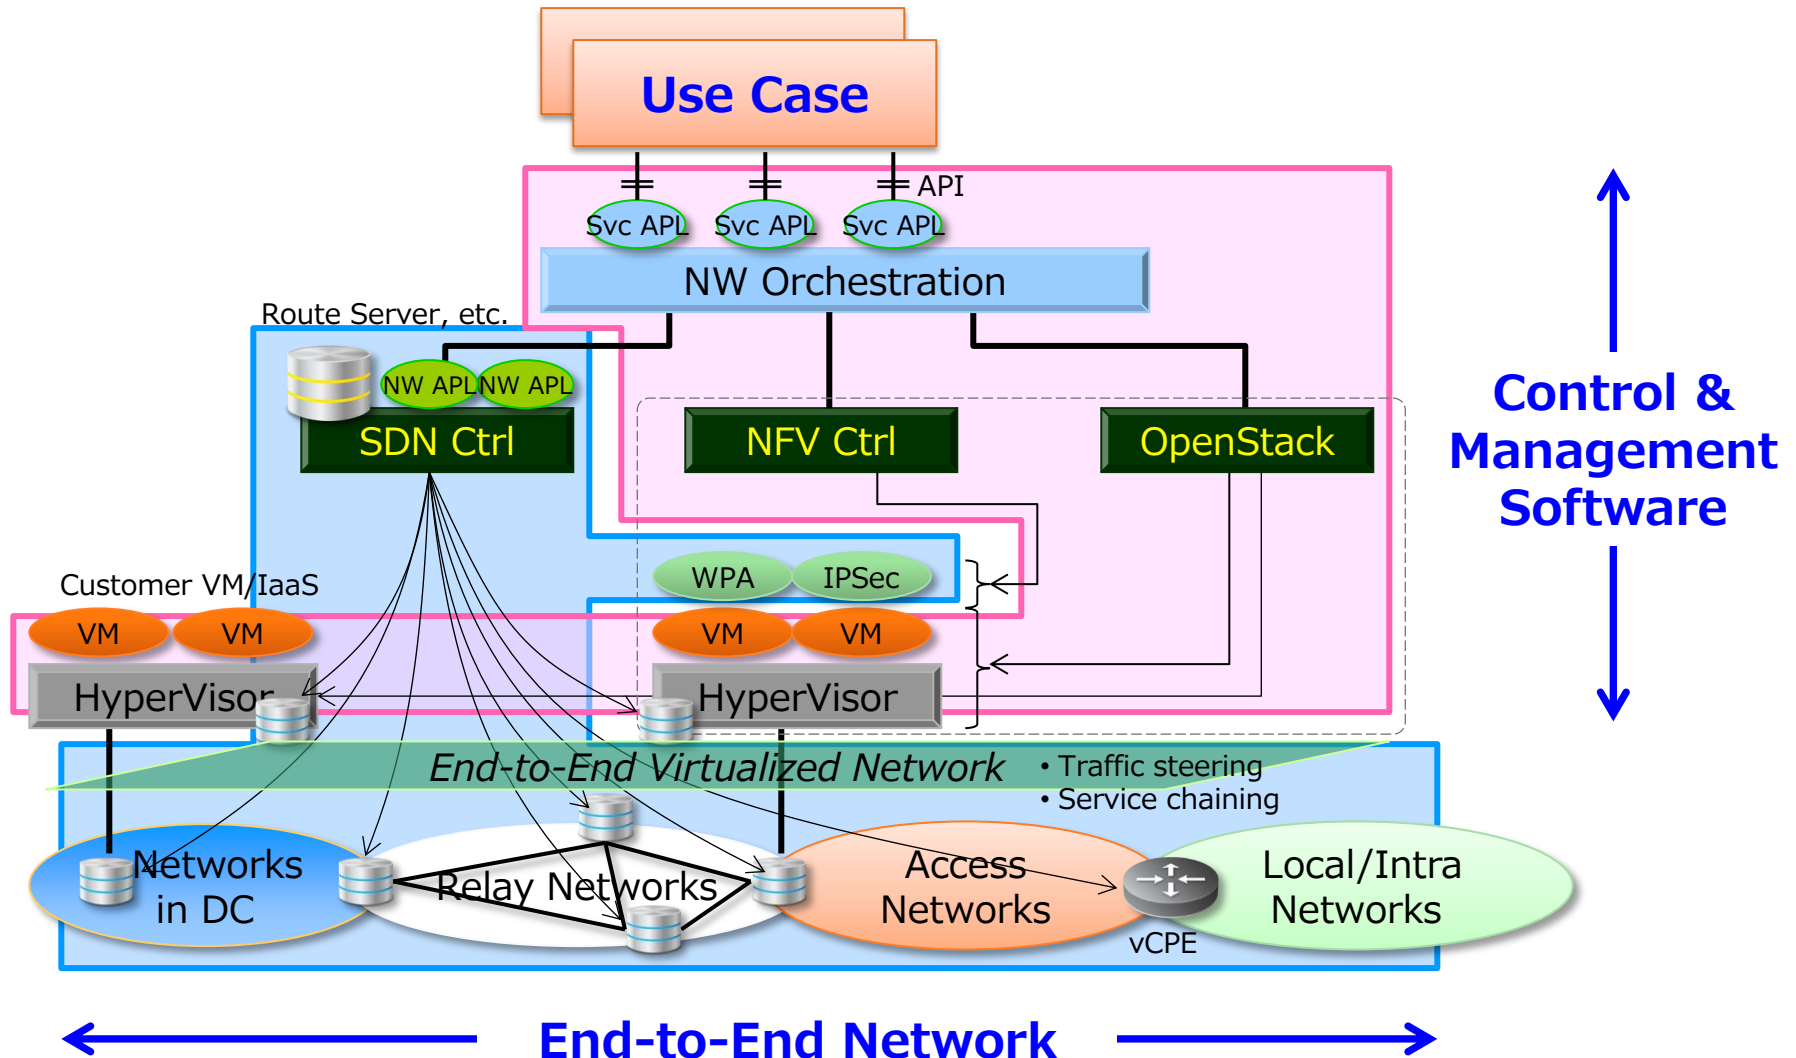 Use Case
API
Svc APL
Svc APL
Svc APL
NW Orchestration
Route Server, etc.
NW APL
NW APL
SDN Ctrl
NFV Ctrl
OpenStack
Control &
Management
Software
WPA
IPSec
Customer VM/IaaS
VM
VM
VM
VM
HyperVisor
HyperVisor
End-to-End Virtualized Network
• Traffic steering
• Service chaining
Networks
in DC
Relay Networks
Access
Networks
Local/Intra
Networks
vCPE
End-to-End Network